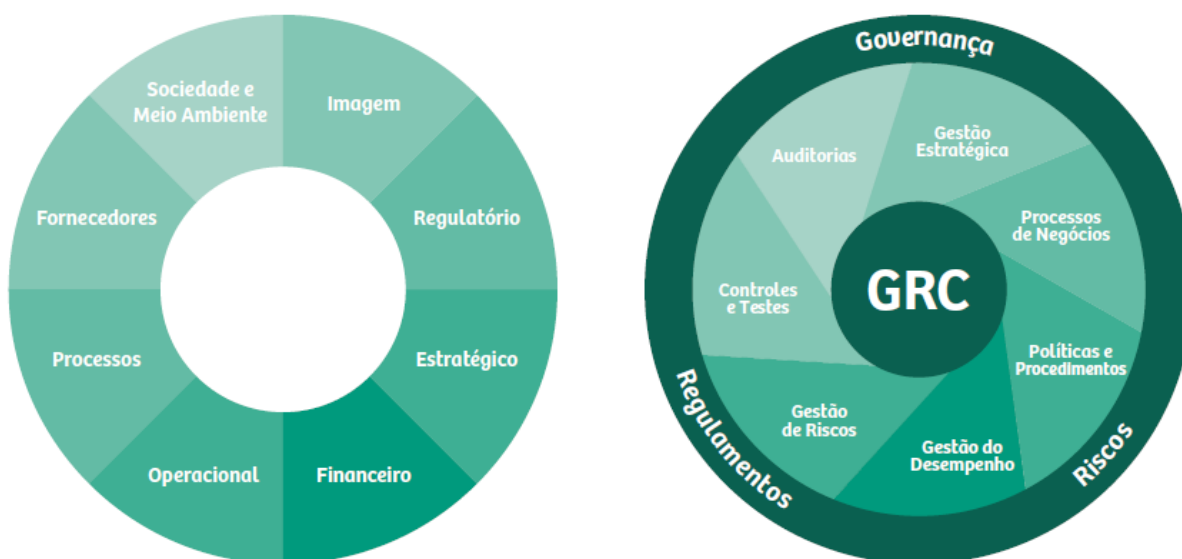 Sociedade e
Meio Ambiente
Imagem
Fornecedores
Regulatório
Processos
Estratégico
Operacional
Financeiro
Governança
Auditorias
Gestão
Estratégica
Processos
de Negócios
Controles
e Testes
GRC
Políticas e
Procedimentos
Gestão
de Riscos
Gestão do
Desempenho
Regulamentos
Riscos